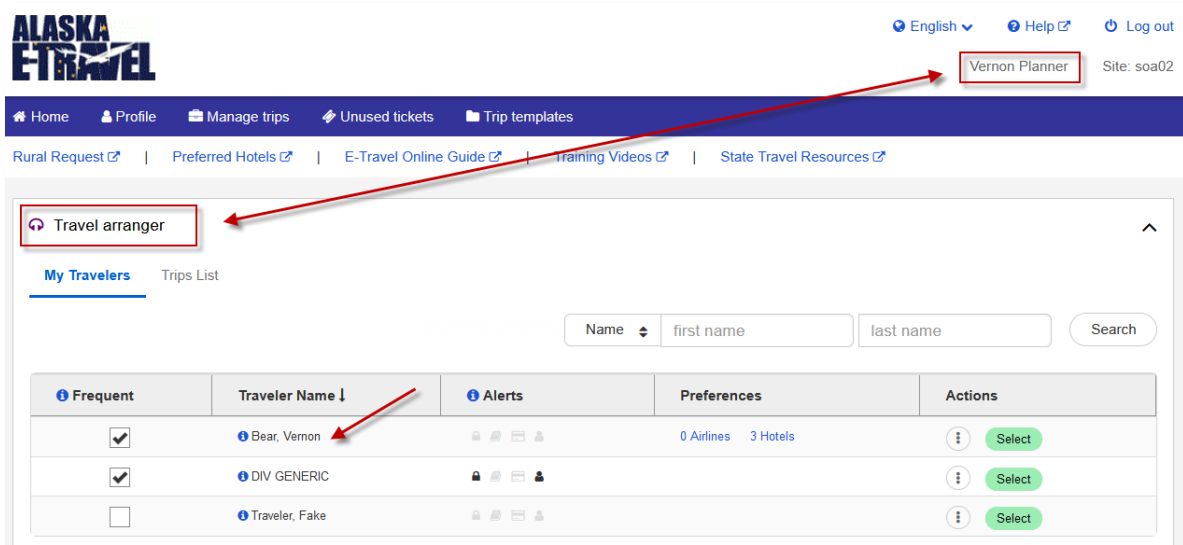 ALASKA
E-TRAVEL
English Help Log out
Vernon Planner Site: soa02
Home Profile Manage trips Unused tickets Trip templates
Rural Request | Preferred Hotels | E-Travel Online Guide | Training Videos | State Travel Resources
Travel arranger
My Travelers Trips List
Name first name last name Search
Frequent Traveler Name Alerts Preferences Actions
Bear, Vernon 0 Airlines 3 Hotels Select
DIV GENERIC Select
Traveler, Fake Select